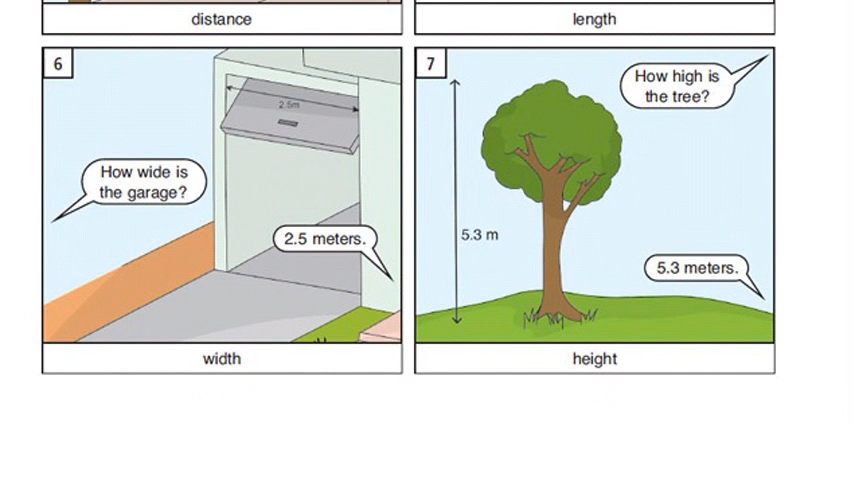 distance
length
6
2.5m
How wide is
the garage?
2.5 meters.
width
7
How high is
the tree?
5.3 m
5.3 meters.
height